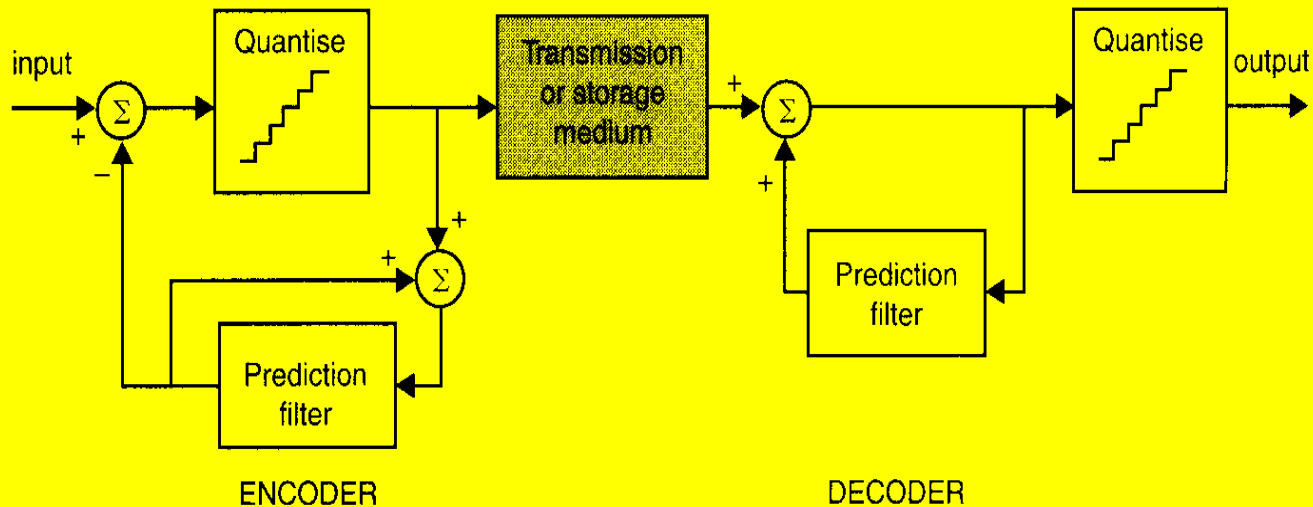 input
+
Σ
−
Quantise
+
+
Σ
Prediction
filter
ENCODER
Transmission
or storage
medium
+
Σ
+
Prediction
filter
Quantise
output
DECODER